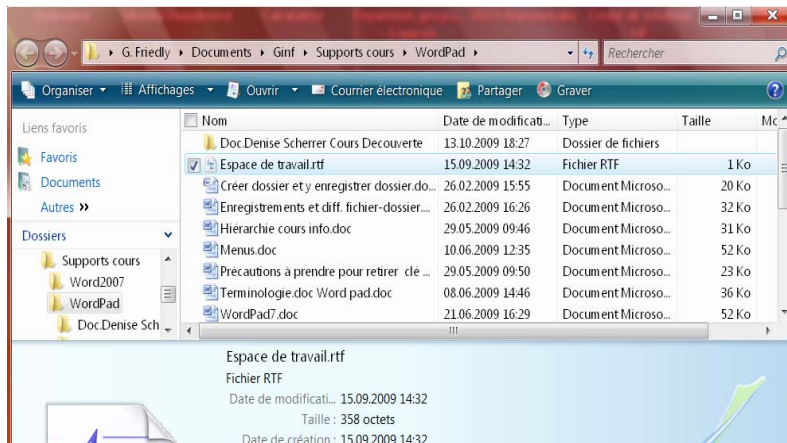 G. Friedly ▸ Documents ▸ Ginf ▸ Supports cours ▸ WordPad ▸ Rechercher
Organiser Affichages Ouvrir Courrier électronique Partager Graver
Liens favoris
Favoris
Documents
Autres »
Dossiers
Supports cours
Word2007
WordPad
Doc.Denise Sch
Nom Date de modificati... Type Taille Mc
Doc.Denise Scherrer Cours Decouverte 13.10.2009 18:27 Dossier de fichiers
Espace de travail.rtf 15.09.2009 14:32 Fichier RTF 1 Ko
Créer dossier et y enregistrer dossier.do... 26.02.2009 15:55 Document Microso... 20 Ko
Enregistrements et diff. fichier-dossier.... 26.02.2009 16:26 Document Microso... 32 Ko
Hiérarchie cours info.doc 29.05.2009 09:46 Document Microso... 31 Ko
Menus.doc 10.06.2009 12:35 Document Microso... 52 Ko
Précautions à prendre pour retirer clé ... 29.05.2009 09:50 Document Microso... 23 Ko
Terminologie.doc Word pad.doc 08.06.2009 14:46 Document Microso... 36 Ko
WordPad7.doc 21.06.2009 16:29 Document Microso... 52 Ko
Espace de travail.rtf
Fichier RTF
Date de modificati... 15.09.2009 14:32
Taille : 358 octets
Date de création : 15.09.2009 14:32